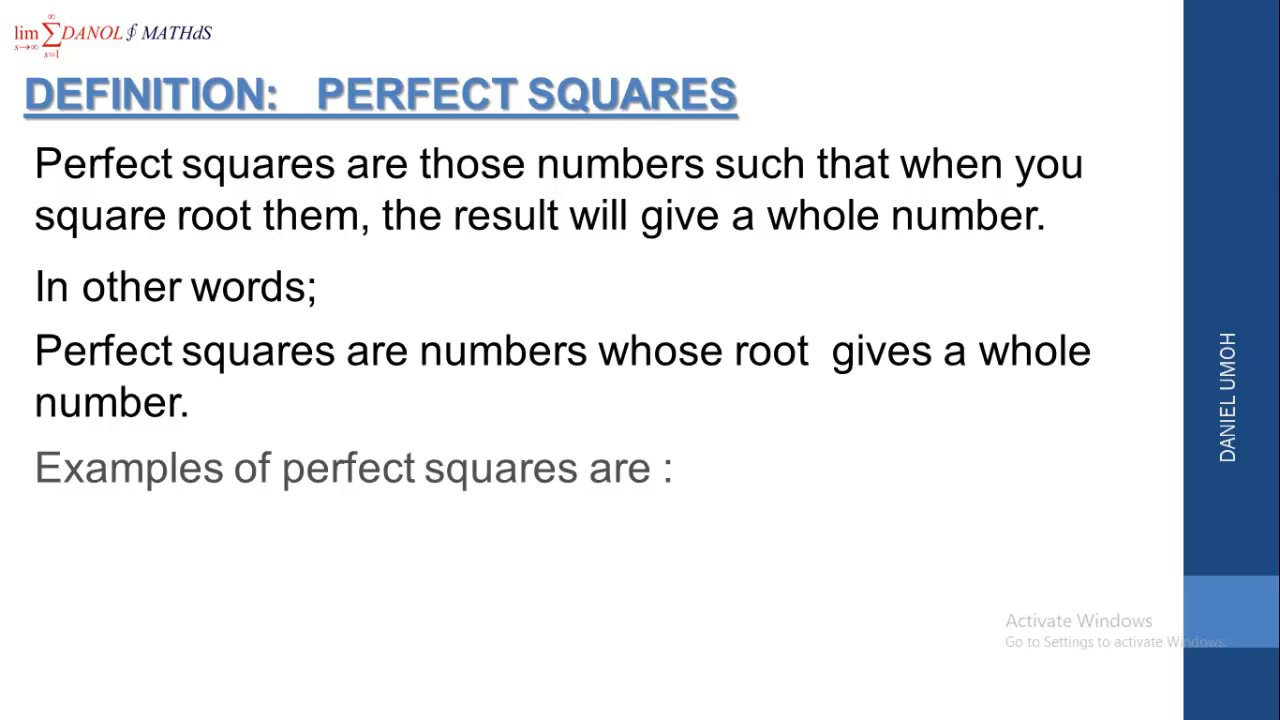 lim s→∞ ∞ ∑ s=1 DANOL ∮ MATHdS
DEFINITION: PERFECT SQUARES
Perfect squares are those numbers such that when you
square root them, the result will give a whole number.
In other words;
Perfect squares are numbers whose root gives a whole
number.
Examples of perfect squares are :
DANIEL UMOH
Activate Windows
Go to Settings to activate Windows.